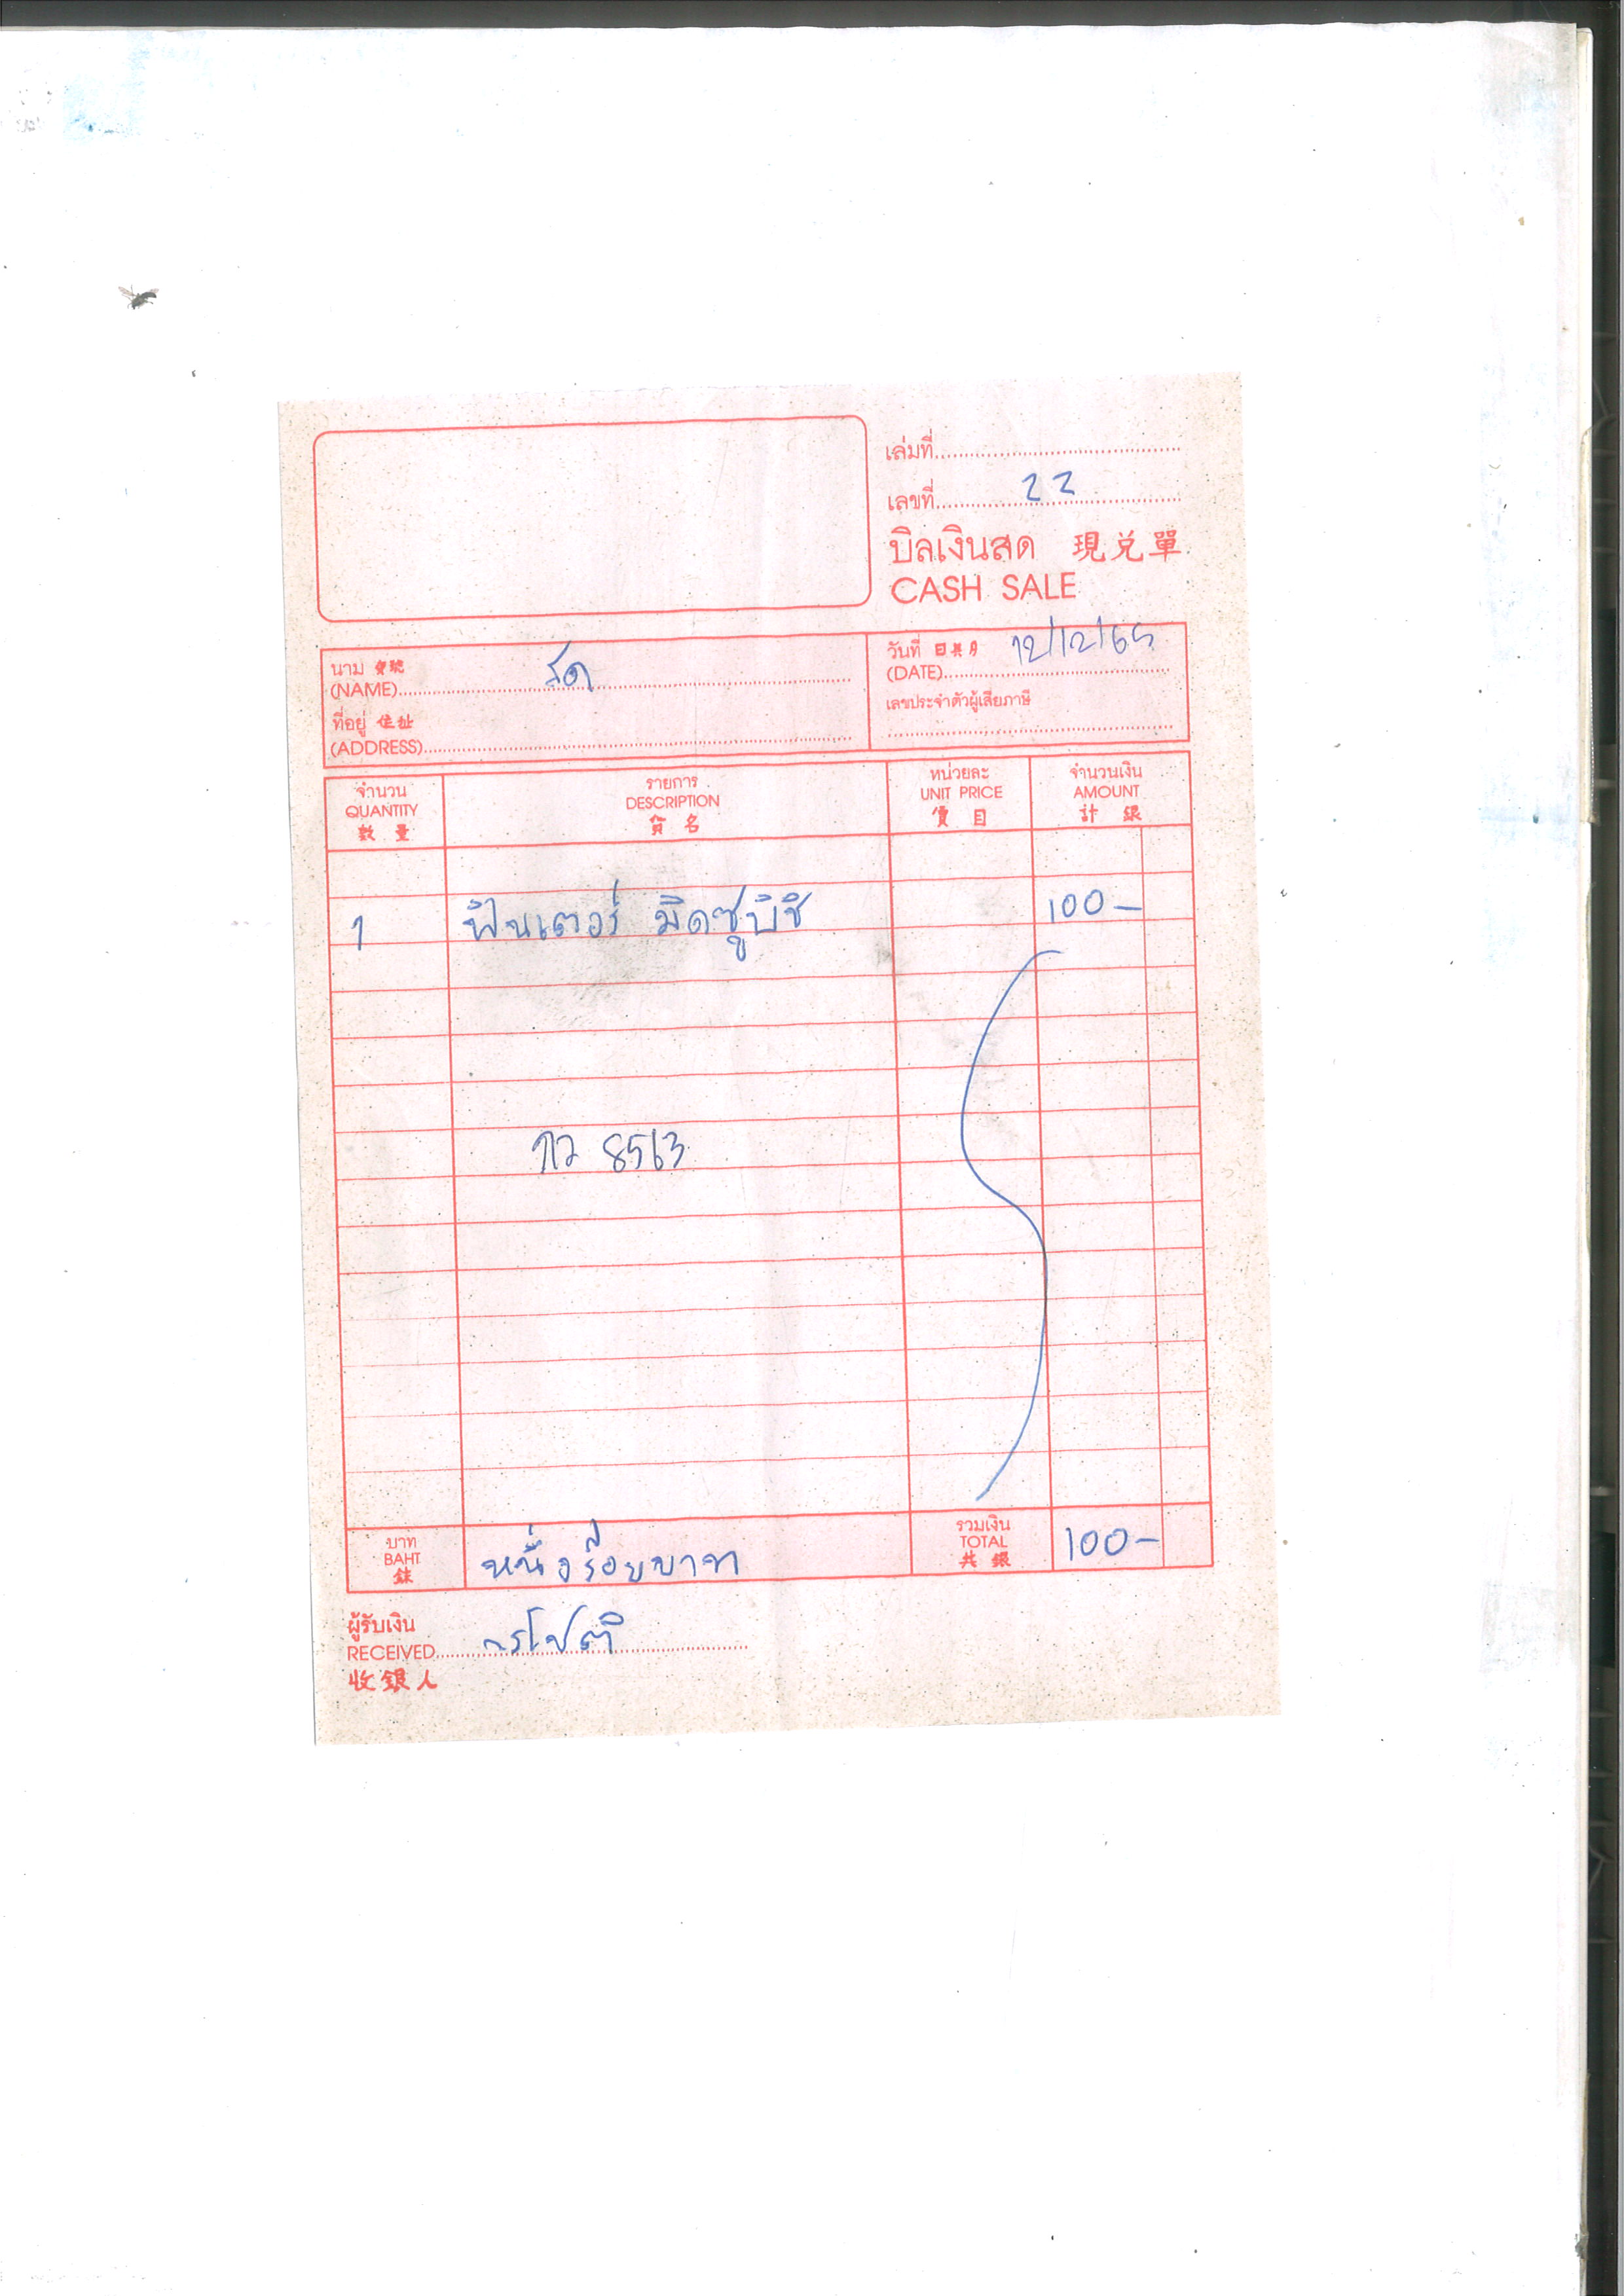 เล่มที่
เลขที่ 22
บิลเงินสด 現兌單
CASH SALE
นาม 寶號
(NAME) สด
วันที่ 日其月
(DATE) 12/12/65
ที่อยู่ 住址
(ADDRESS)
เลขประจำตัวผู้เสียภาษี
จำนวน รายการ หน่วยละ จำนวนเงิน
QUANTITY DESCRIPTION UNIT PRICE AMOUNT
數量 貨名 價目 計銀
1 ฟินเตอร์ มิดซูบิชิ 100-
กว 8563
บาท หนึ่งร้อยบาท รวมเงิน 100-
BAHT TOTAL
銖 共銀
ผู้รับเงิน
RECEIVED
收銀人